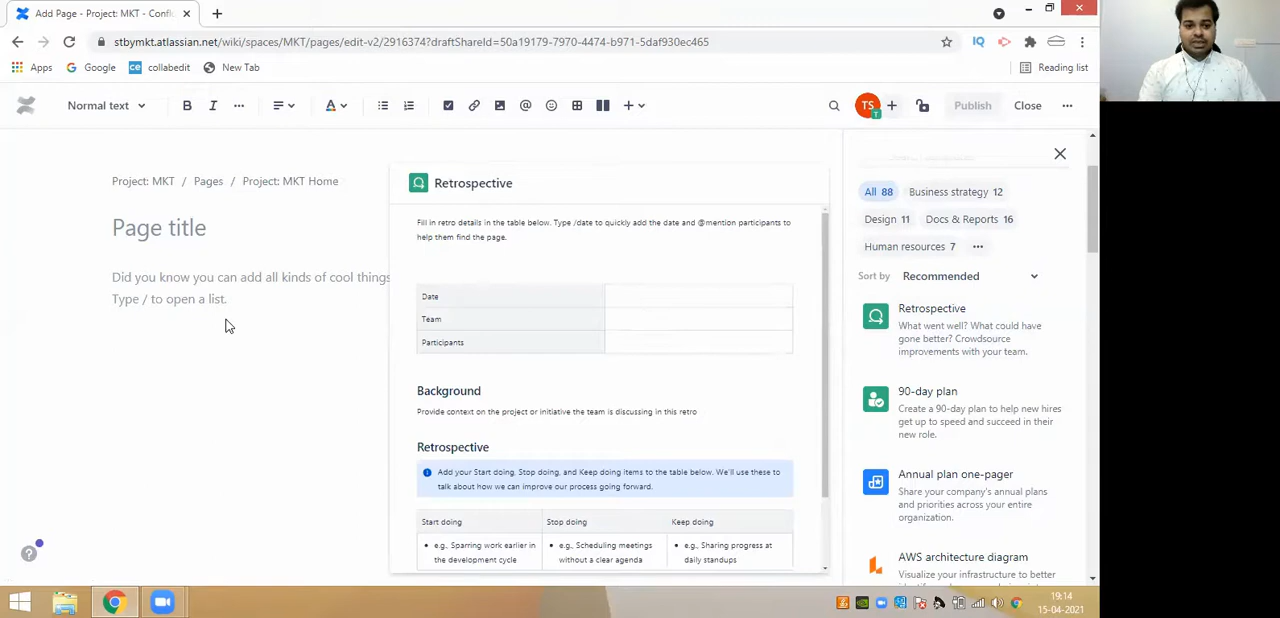 Add Page - Project: MKT - Conflu
stbymkt.atlassian.net/wiki/spaces/MKT/pages/edit-v2/2916374?draftShareId=50a19179-7970-4474-b971-5daf930ec465
IQ
Apps
Google
ce collabedit
New Tab
Reading list
Normal text
B I
A
TS
T
Publish
Close
Project: MKT / Pages / Project: MKT Home
Page title
Did you know you can add all kinds of cool things
Type / to open a list.
Retrospective
Fill in retro details in the table below. Type /date to quickly add the date and @mention participants to
help them find the page.
Date
Team
Participants
Background
Provide context on the project or initiative the team is discussing in this retro
Retrospective
Add your Start doing, Stop doing, and Keep doing items to the table below. We'll use these to
talk about how we can improve our process going forward.
Start doing
Stop doing
Keep doing
• e.g., Sparring work earlier in
the development cycle
• e.g., Scheduling meetings
without a clear agenda
• e.g., Sharing progress at
daily standups
All 88
Business strategy 12
Design 11
Docs & Reports 16
Human resources 7
Sort by
Recommended
Retrospective
What went well? What could have
gone better? Crowdsource
improvements with your team.
90-day plan
Create a 90-day plan to help new hires
get up to speed and succeed in their
new role.
Annual plan one-pager
Share your company's annual plans
and priorities across your entire
organization.
AWS architecture diagram
Visualize your infrastructure to better
19:14
15-04-2021